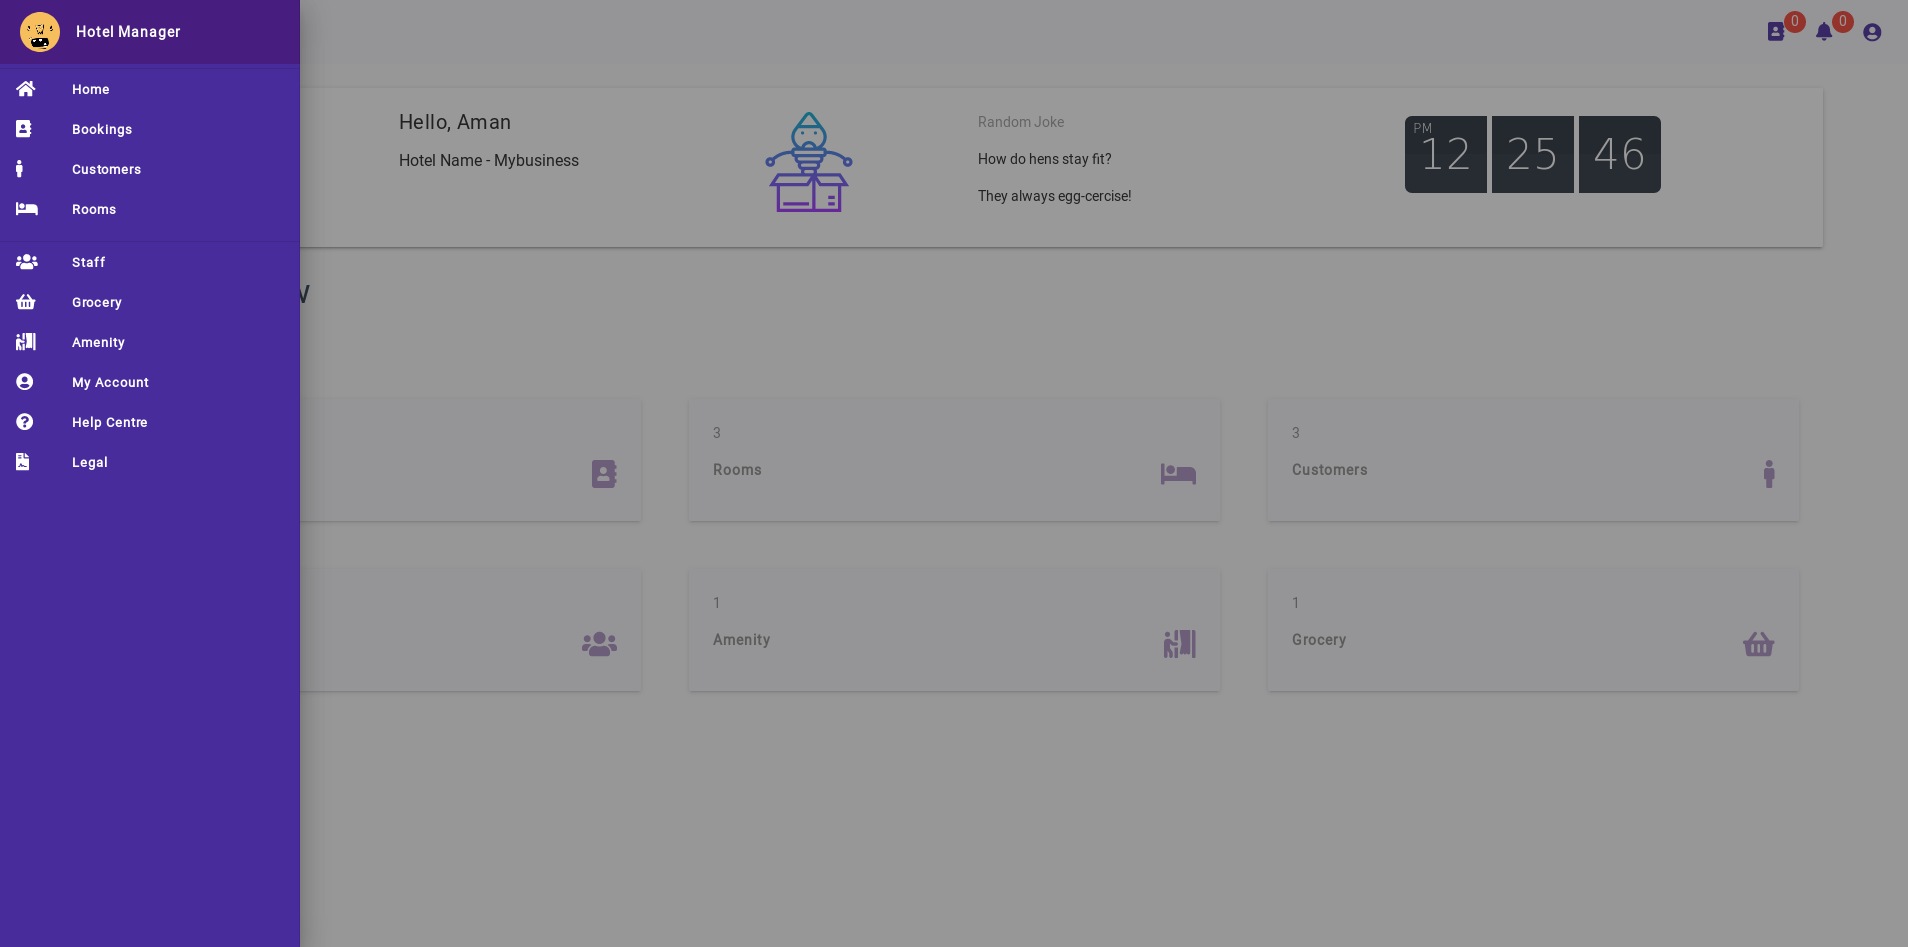 Hotel Manager
0
0
Home
Bookings
Customers
Rooms
Staff
Grocery
Amenity
My Account
Help Centre
Legal
Hello, Aman
Hotel Name - Mybusiness
Random Joke
How do hens stay fit?
They always egg-cercise!
PM
12 25 46
3
Rooms
3
Customers
1
Amenity
1
Grocery